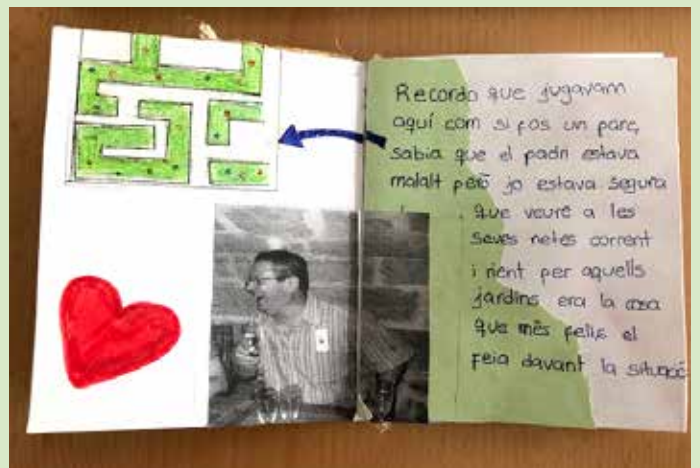 Recordo que jugavam
aquí com si fos un parc,
sabia que el padrí estava
malalt però jo estava segura
que veure a les
seves netes corrent
i rient per aquells
jardins era la cosa
que més feliç el
feia davant la situació